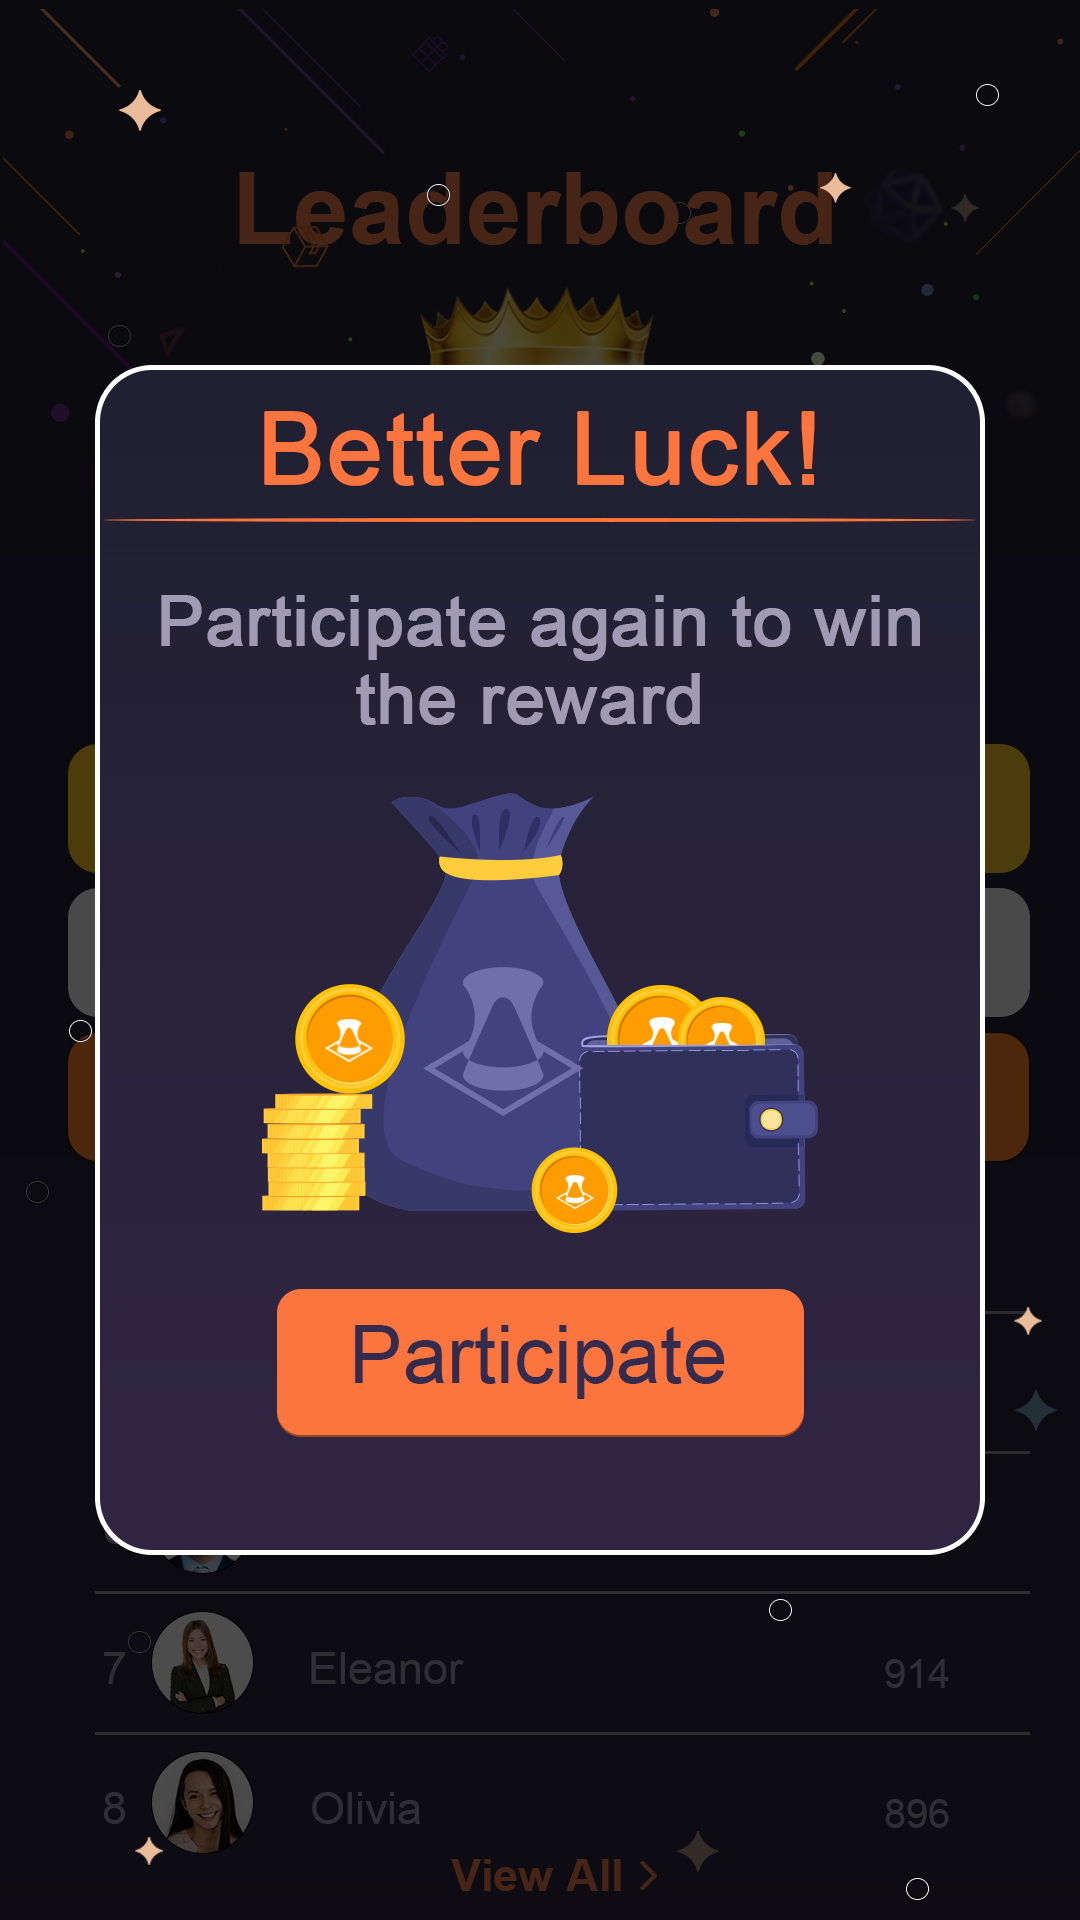 Leaderboard
Better Luck!
Participate again to win
the reward
Participate
7 Eleanor 914
8 Olivia 896
View All >